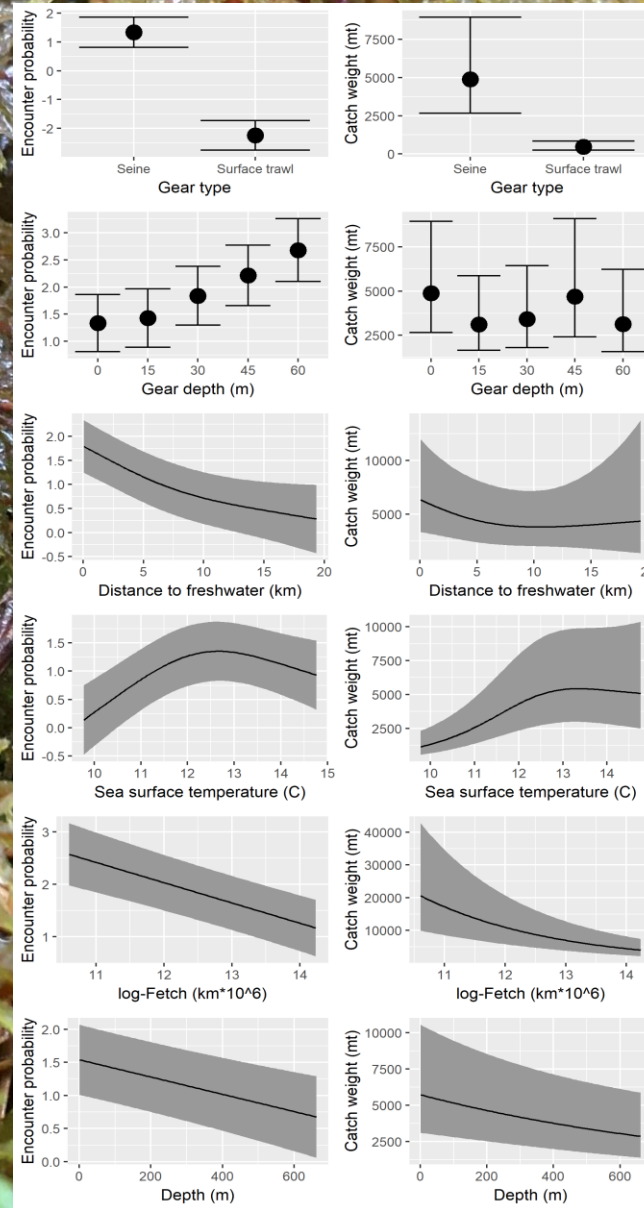 Encounter probability
2
1
0
-1
-2
Seine Surface trawl
Gear type
Catch weight (mt)
7500
5000
2500
0
Seine Surface trawl
Gear type
Encounter probability
3.0
2.5
2.0
1.5
1.0
0 15 30 45 60
Gear depth (m)
Catch weight (mt)
7500
5000
2500
0 15 30 45 60
Gear depth (m)
Encounter probability
2.0
1.5
1.0
0.5
0.0
-0.5
0 5 10 15 20
Distance to freshwater (km)
Catch weight (mt)
10000
5000
0 5 10 15
Distance to freshwater (km)
Encounter probability
1.5
1.0
0.5
0.0
-0.5
10 11 12 13 14 15
Sea surface temperature (C)
Catch weight (mt)
10000
7500
5000
2500
10 11 12 13 14
Sea surface temperature (C)
Encounter probability
3
2
1
11 12 13 14
log-Fetch (km*10^6)
Catch weight (mt)
40000
30000
20000
10000
11 12 13 14
log-Fetch (km*10^6)
Encounter probability
2.0
1.5
1.0
0.5
0.0
0 200 400 600
Depth (m)
Catch weight (mt)
10000
7500
5000
2500
0 200 400 600
Depth (m)